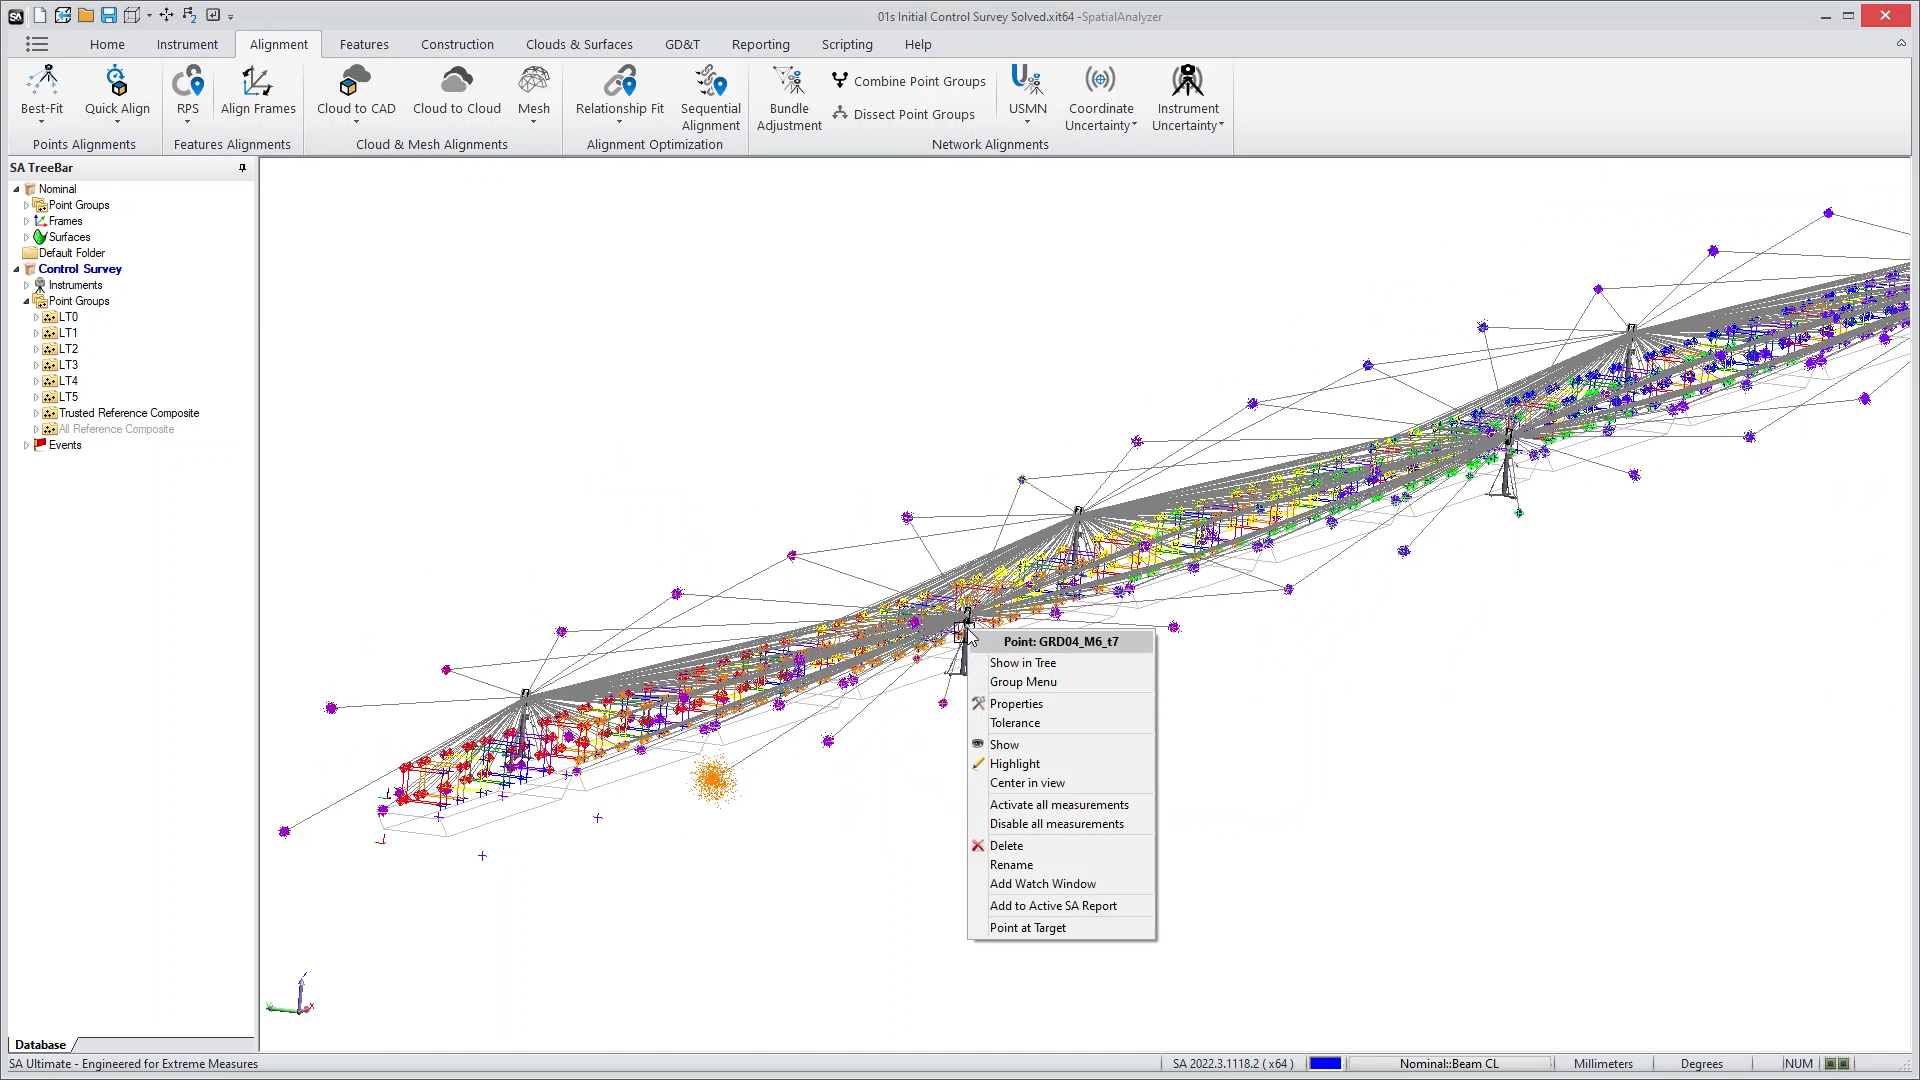 SA
01s Initial Control Survey Solved.xit64 - SpatialAnalyzer
Home
Instrument
Alignment
Features
Construction
Clouds & Surfaces
GD&T
Reporting
Scripting
Help
Best-Fit
Quick Align
RPS
Align Frames
Cloud to CAD
Cloud to Cloud
Mesh
Relationship Fit
Sequential
Alignment
Bundle
Adjustment
Combine Point Groups
Dissect Point Groups
USMN
Coordinate
Uncertainty
Instrument
Uncertainty
Points Alignments
Features Alignments
Cloud & Mesh Alignments
Alignment Optimization
Network Alignments
SA TreeBar
Nominal
Point Groups
Frames
Surfaces
Default Folder
Control Survey
Instruments
Point Groups
LT0
LT1
LT2
LT3
LT4
LT5
Trusted Reference Composite
All Reference Composite
Events
Point: GRD04_M6_t7
Show in Tree
Group Menu
Properties
Tolerance
Show
Highlight
Center in view
Activate all measurements
Disable all measurements
Delete
Rename
Add Watch Window
Add to Active SA Report
Point at Target
Database
SA Ultimate - Engineered for Extreme Measures
SA 2022.3.1118.2 ( x64 )
Nominal::Beam CL
Millimeters
Degrees
NUM